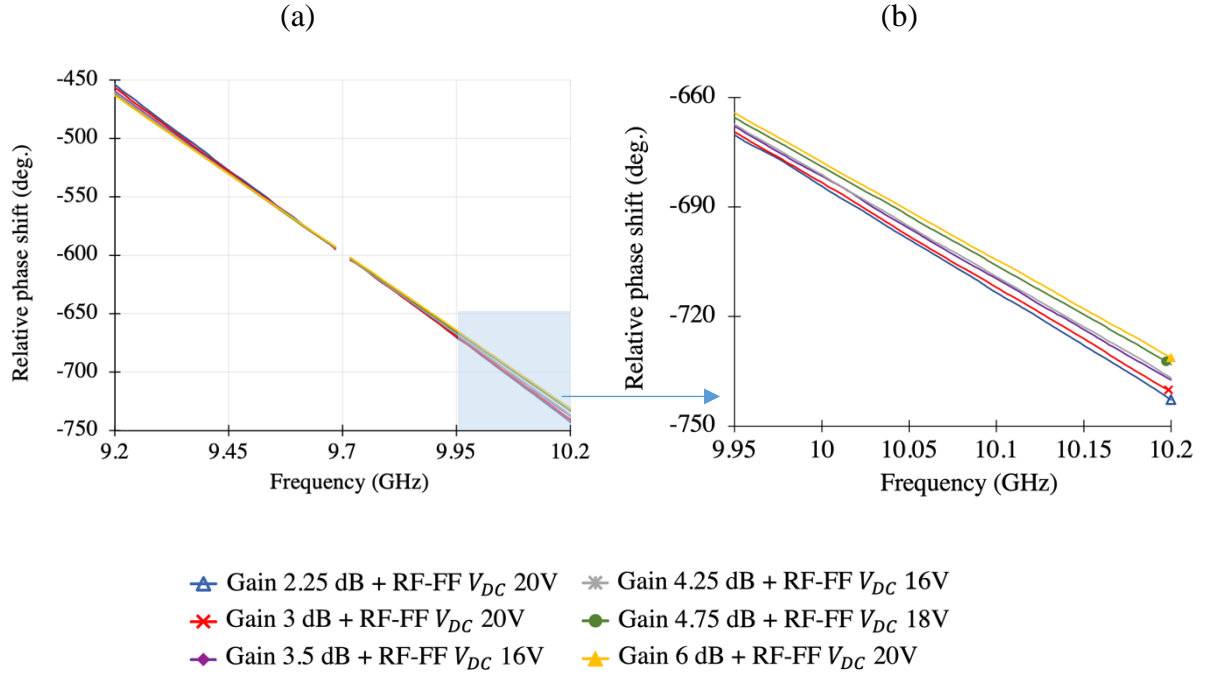 (a)
(b)
Relative phase shift (deg.)
-450
-500
-550
-600
-650
-700
-750
9.2
9.45
9.7
9.95
10.2
Frequency (GHz)
Relative phase shift (deg.)
-660
-690
-720
-750
9.95
10
10.05
10.1
10.15
10.2
Frequency (GHz)
Gain 2.25 dB + RF-FF V_DC 20V
Gain 4.25 dB + RF-FF V_DC 16V
Gain 3 dB + RF-FF V_DC 20V
Gain 4.75 dB + RF-FF V_DC 18V
Gain 3.5 dB + RF-FF V_DC 16V
Gain 6 dB + RF-FF V_DC 20V